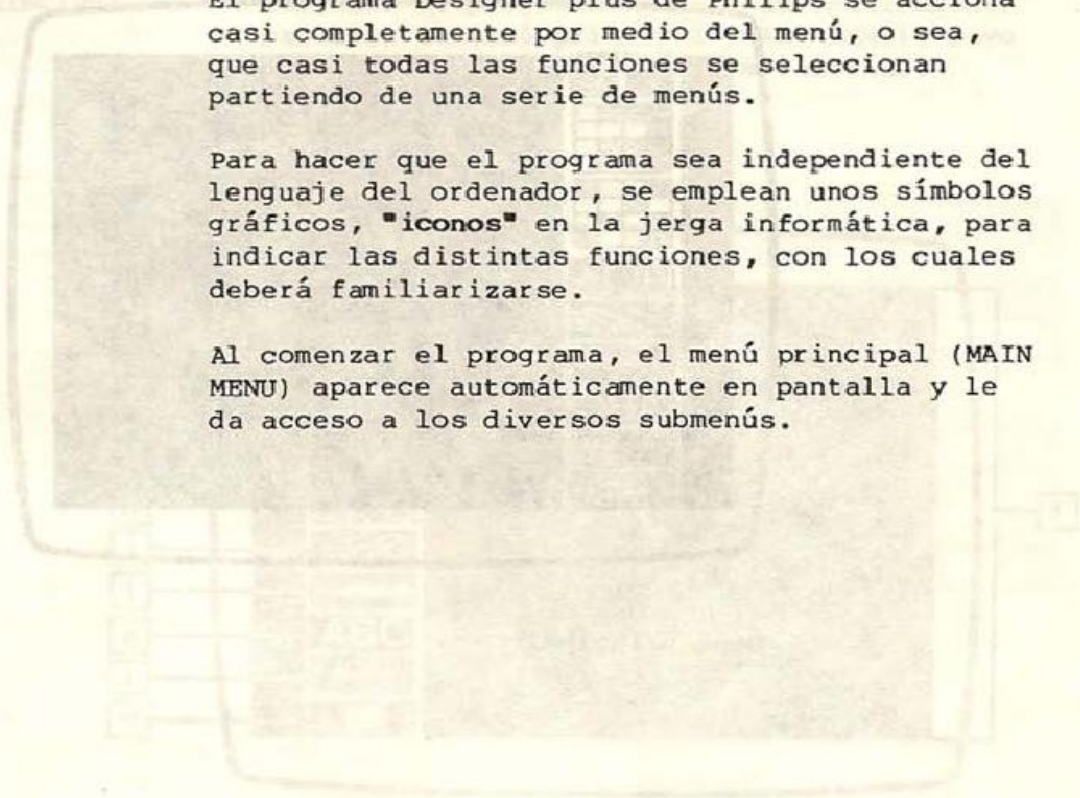 El programa Designer plus de Philips se acciona
casi completamente por medio del menú, o sea,
que casi todas las funciones se seleccionan
partiendo de una serie de menús.
Para hacer que el programa sea independiente del
lenguaje del ordenador, se emplean unos símbolos
gráficos, "iconos" en la jerga informática, para
indicar las distintas funciones, con los cuales
deberá familiarizarse.
Al comenzar el programa, el menú principal (MAIN
MENU) aparece automáticamente en pantalla y le
da acceso a los diversos submenús.